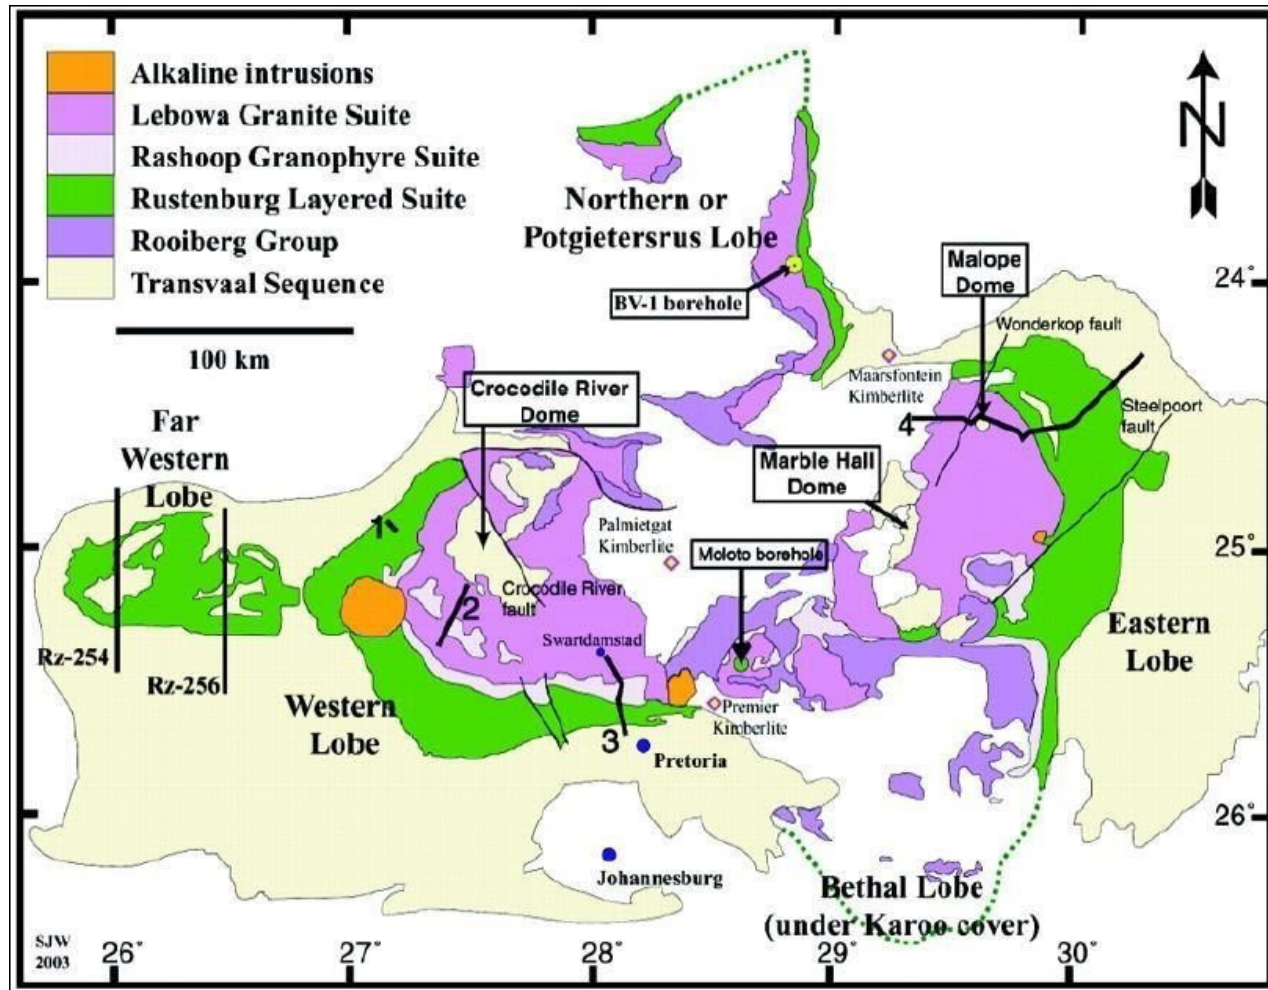 Alkaline intrusions
Lebowa Granite Suite
Rashoop Granophyre Suite
Rustenburg Layered Suite
Rooiberg Group
Transvaal Sequence
100 km
N
Northern or
Potgietersrus Lobe
BV-1 borehole
Malope
Dome
24°
Wonderkop fault
Maarsfontein
Kimberlite
Steelpoort
fault
4
Crocodile River
Dome
Far
Western
Lobe
Marble Hall
Dome
1
Palmietgat
Kimberlite
Moloto borehole
25°
Crocodile River
fault
2
Swartdamstad
Eastern
Lobe
Rz-254
Rz-256
Western
Lobe
3
Premier
Kimberlite
Pretoria
26°
Johannesburg
Bethal Lobe
(under Karoo cover)
SJW
2003
26°
27°
28°
29°
30°